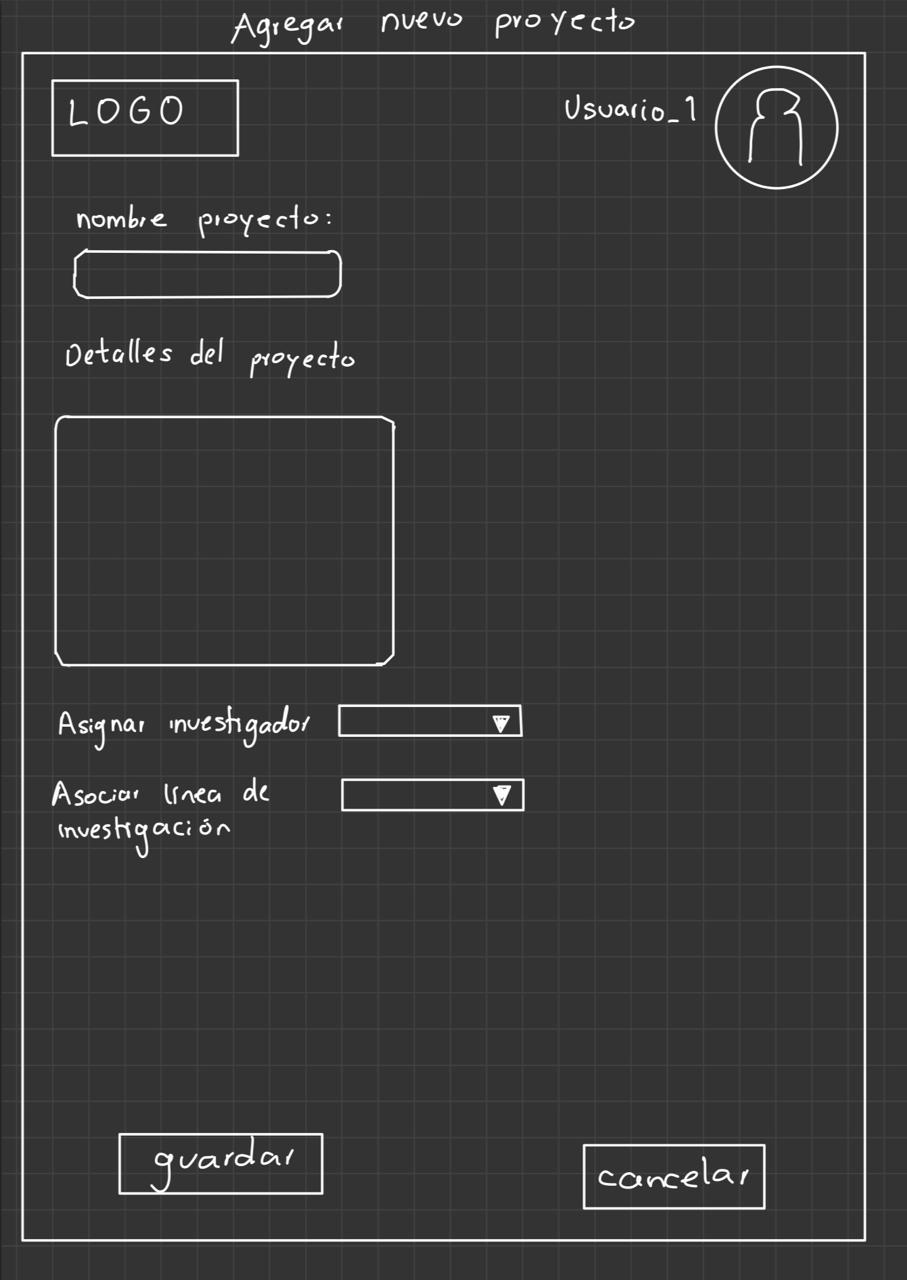 Agregar nuevo proyecto
LOGO
Usuario_1
nombre proyecto:
Detalles del proyecto
Asignar investigador
Asociar línea de
investigación
guardar
cancelar